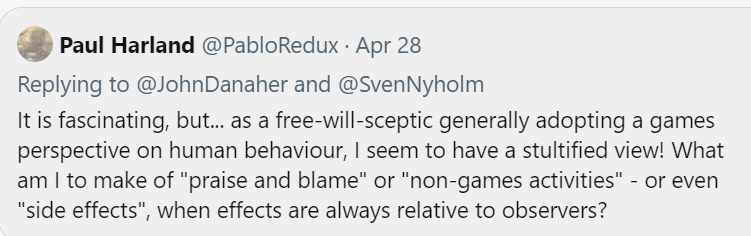 Paul Harland @PabloRedux · Apr 28
Replying to @JohnDanaher and @SvenNyholm
It is fascinating, but... as a free-will-sceptic generally adopting a games
perspective on human behaviour, I seem to have a stultified view! What
am I to make of "praise and blame" or "non-games activities" - or even
"side effects", when effects are always relative to observers?